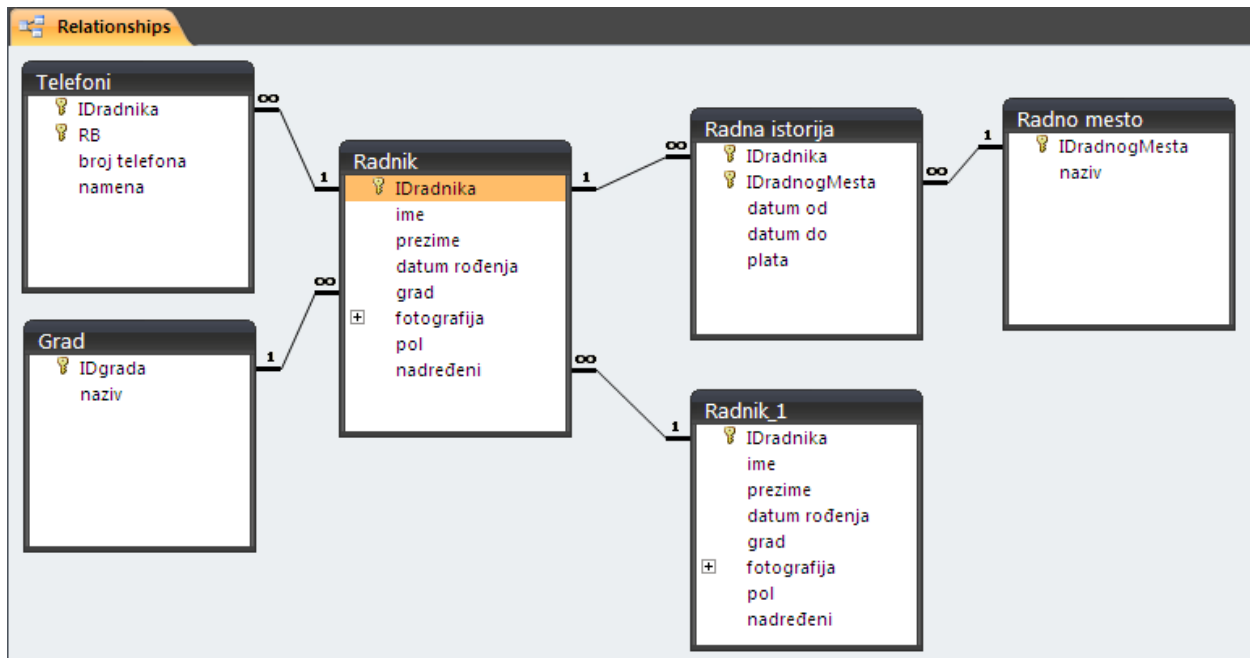 Relationships
Telefoni
IDradnika
RB
broj telefona
namena
∞
1
Grad
IDgrada
naziv
1
∞
Radnik
IDradnika
ime
prezime
datum rođenja
grad
fotografija
pol
nadređeni
1
∞
∞
1
Radna istorija
IDradnika
IDradnogMesta
datum od
datum do
plata
∞
1
Radno mesto
IDradnogMesta
naziv
Radnik_1
IDradnika
ime
prezime
datum rođenja
grad
fotografija
pol
nadređeni